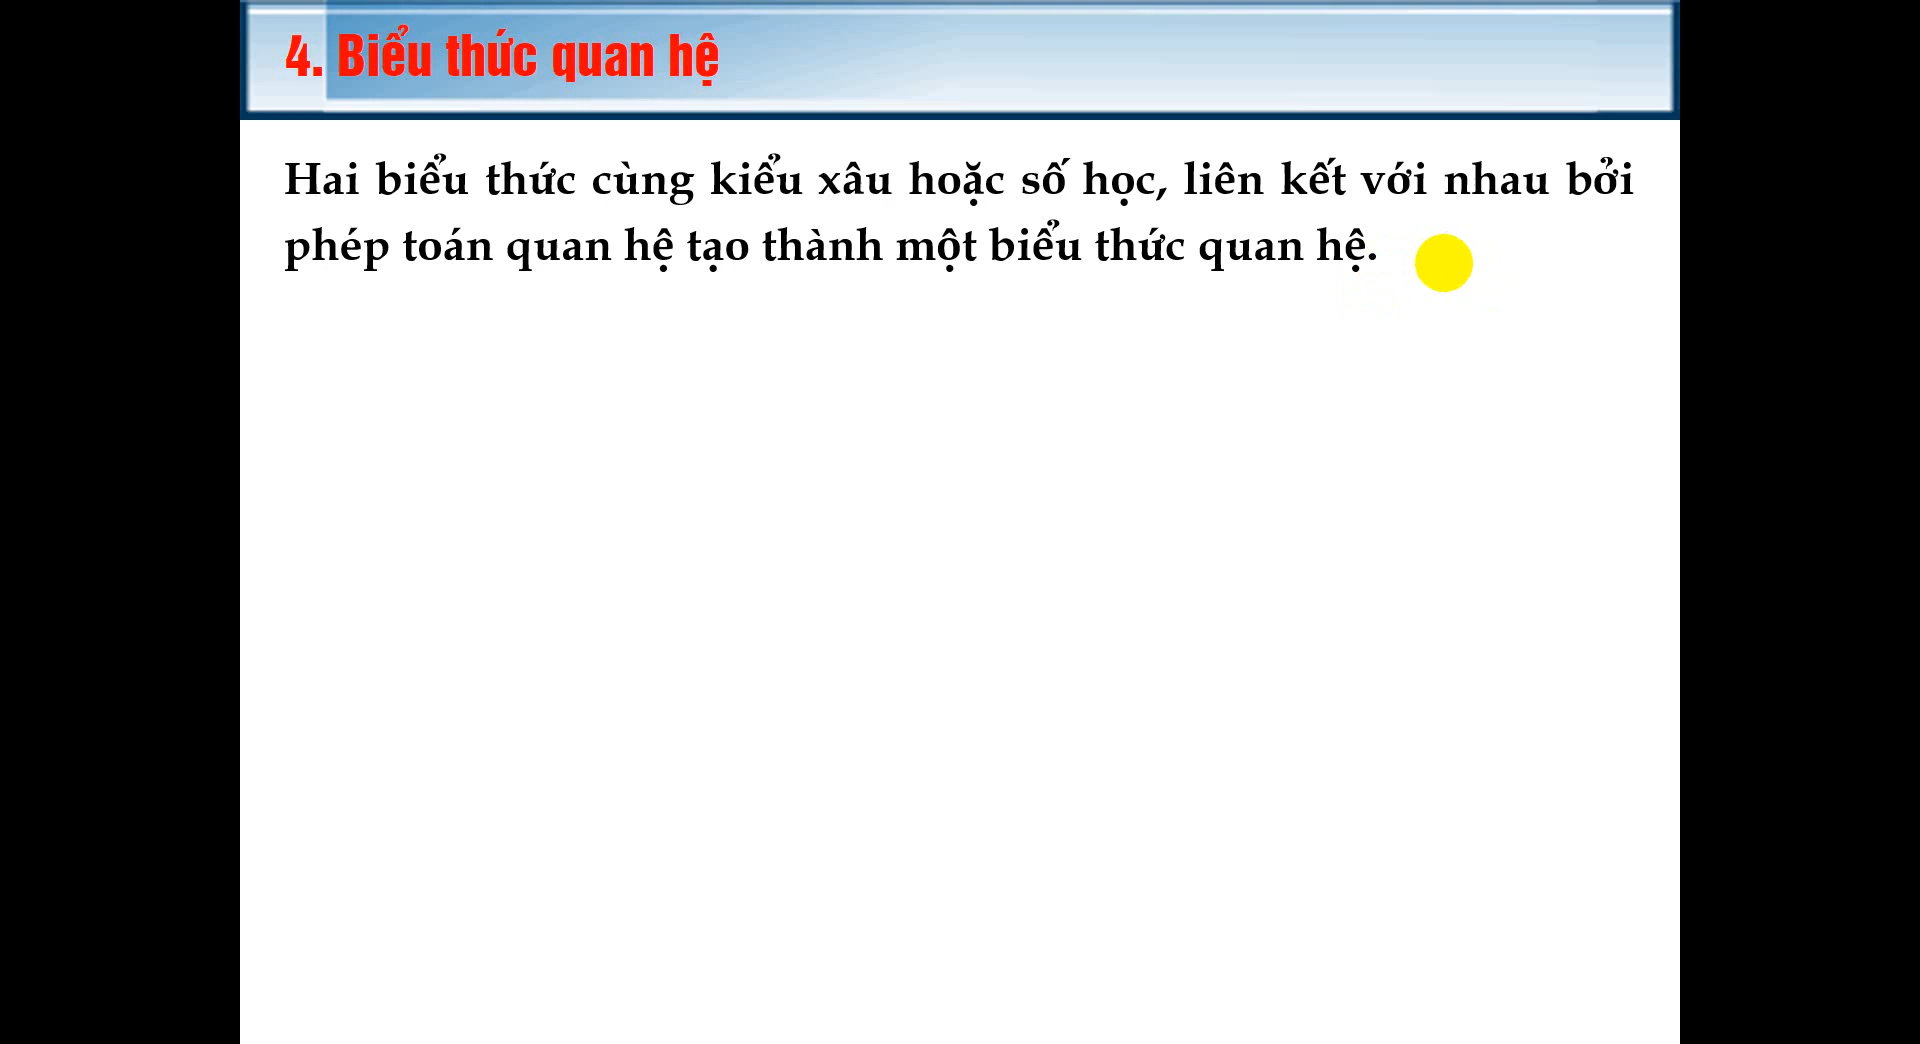 4. Biểu thức quan hệ
Hai biểu thức cùng kiểu xâu hoặc số học, liên kết với nhau bởi
phép toán quan hệ tạo thành một biểu thức quan hệ.